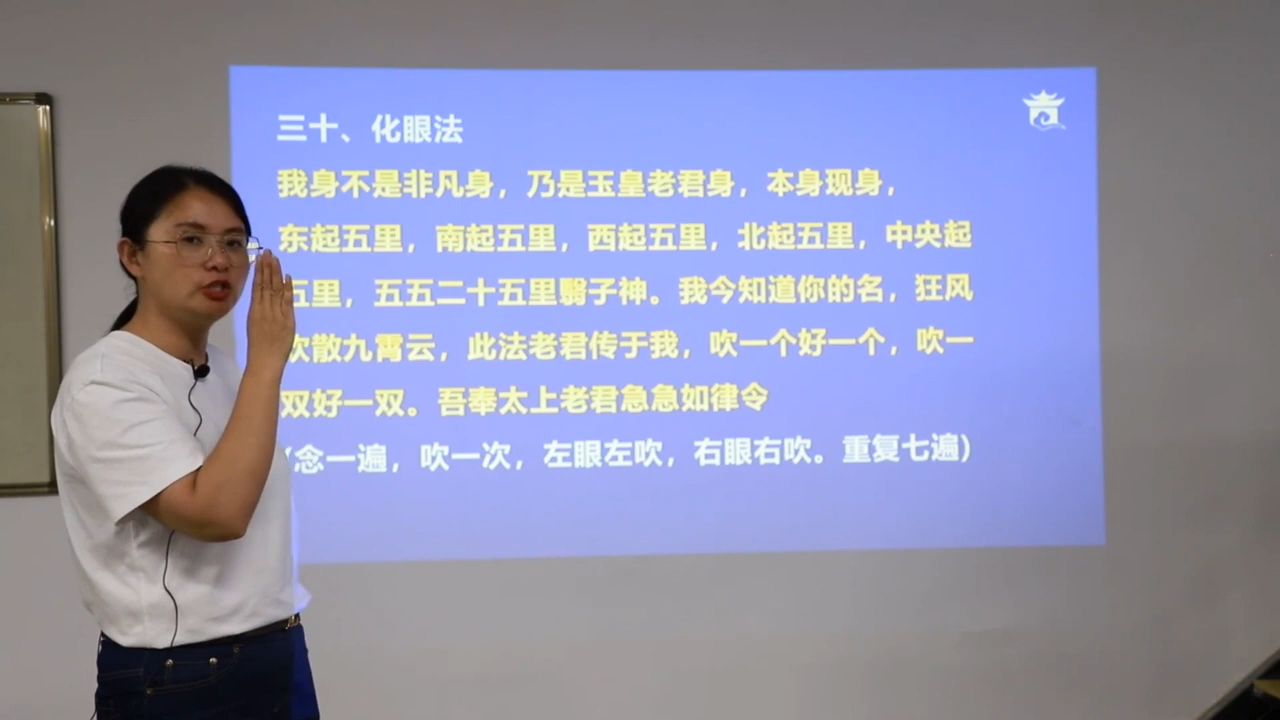 三十、化眼法
我身不是非凡身，乃是玉皇老君身，本身现身，
东起五里，南起五里，西起五里，北起五里，中央起
五里，五五二十五里翳子神。我今知道你的名，狂风
吹散九霄云，此法老君传于我，吹一个好一个，吹一
双好一双。吾奉太上老君急急如律令
(念一遍，吹一次，左眼左吹，右眼右吹。重复七遍)